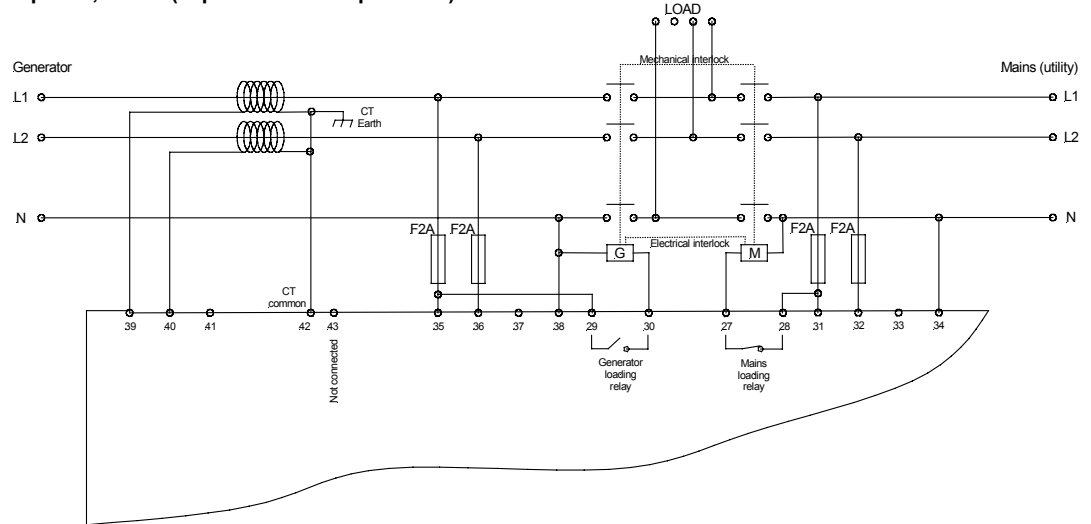 LOAD
Mechanical interlock
Generator
Mains (utility)
L1
L1
CT
Earth
L2
L2
N
N
F2A
F2A
Electrical interlock
F2A
F2A
G
M
CT
common
39
40
41
42
43
35
36
37
38
29
30
27
28
31
32
33
34
Not connected
Generator
loading
relay
Mains
loading
relay